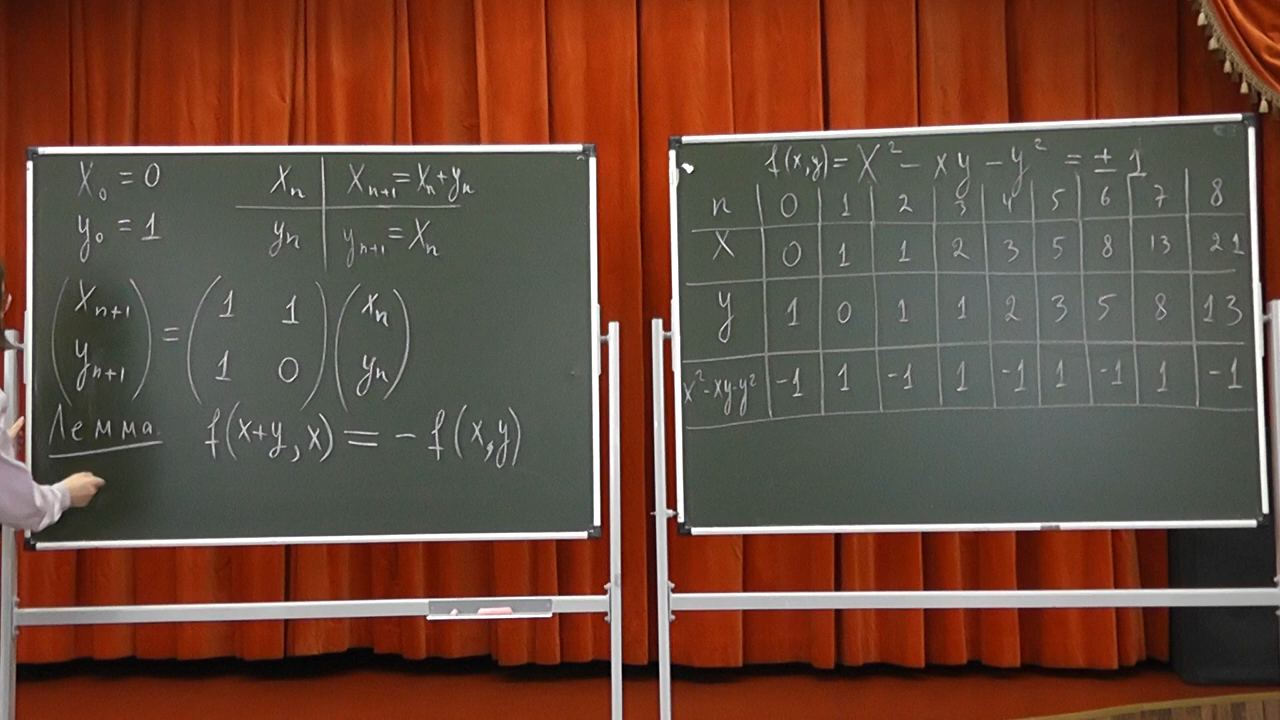 X₀ = 0
y₀ = 1
Xₙ | Xₙ₊₁ = Xₙ + yₙ
yₙ | yₙ₊₁ = Xₙ
(Xₙ₊₁ yₙ₊₁) = (1 1 1 0) (xₙ yₙ)
Лемма. f(x+y, x) = - f(x,y)
f(x,y) = X² - xy - y² = ± 1
n | 0 | 1 | 2 | 3 | 4 | 5 | 6 | 7 | 8
X | 0 | 1 | 1 | 2 | 3 | 5 | 8 | 13 | 21
y | 1 | 0 | 1 | 1 | 2 | 3 | 5 | 8 | 13
x²-xy-y² | -1 | 1 | -1 | 1 | -1 | 1 | -1 | 1 | -1